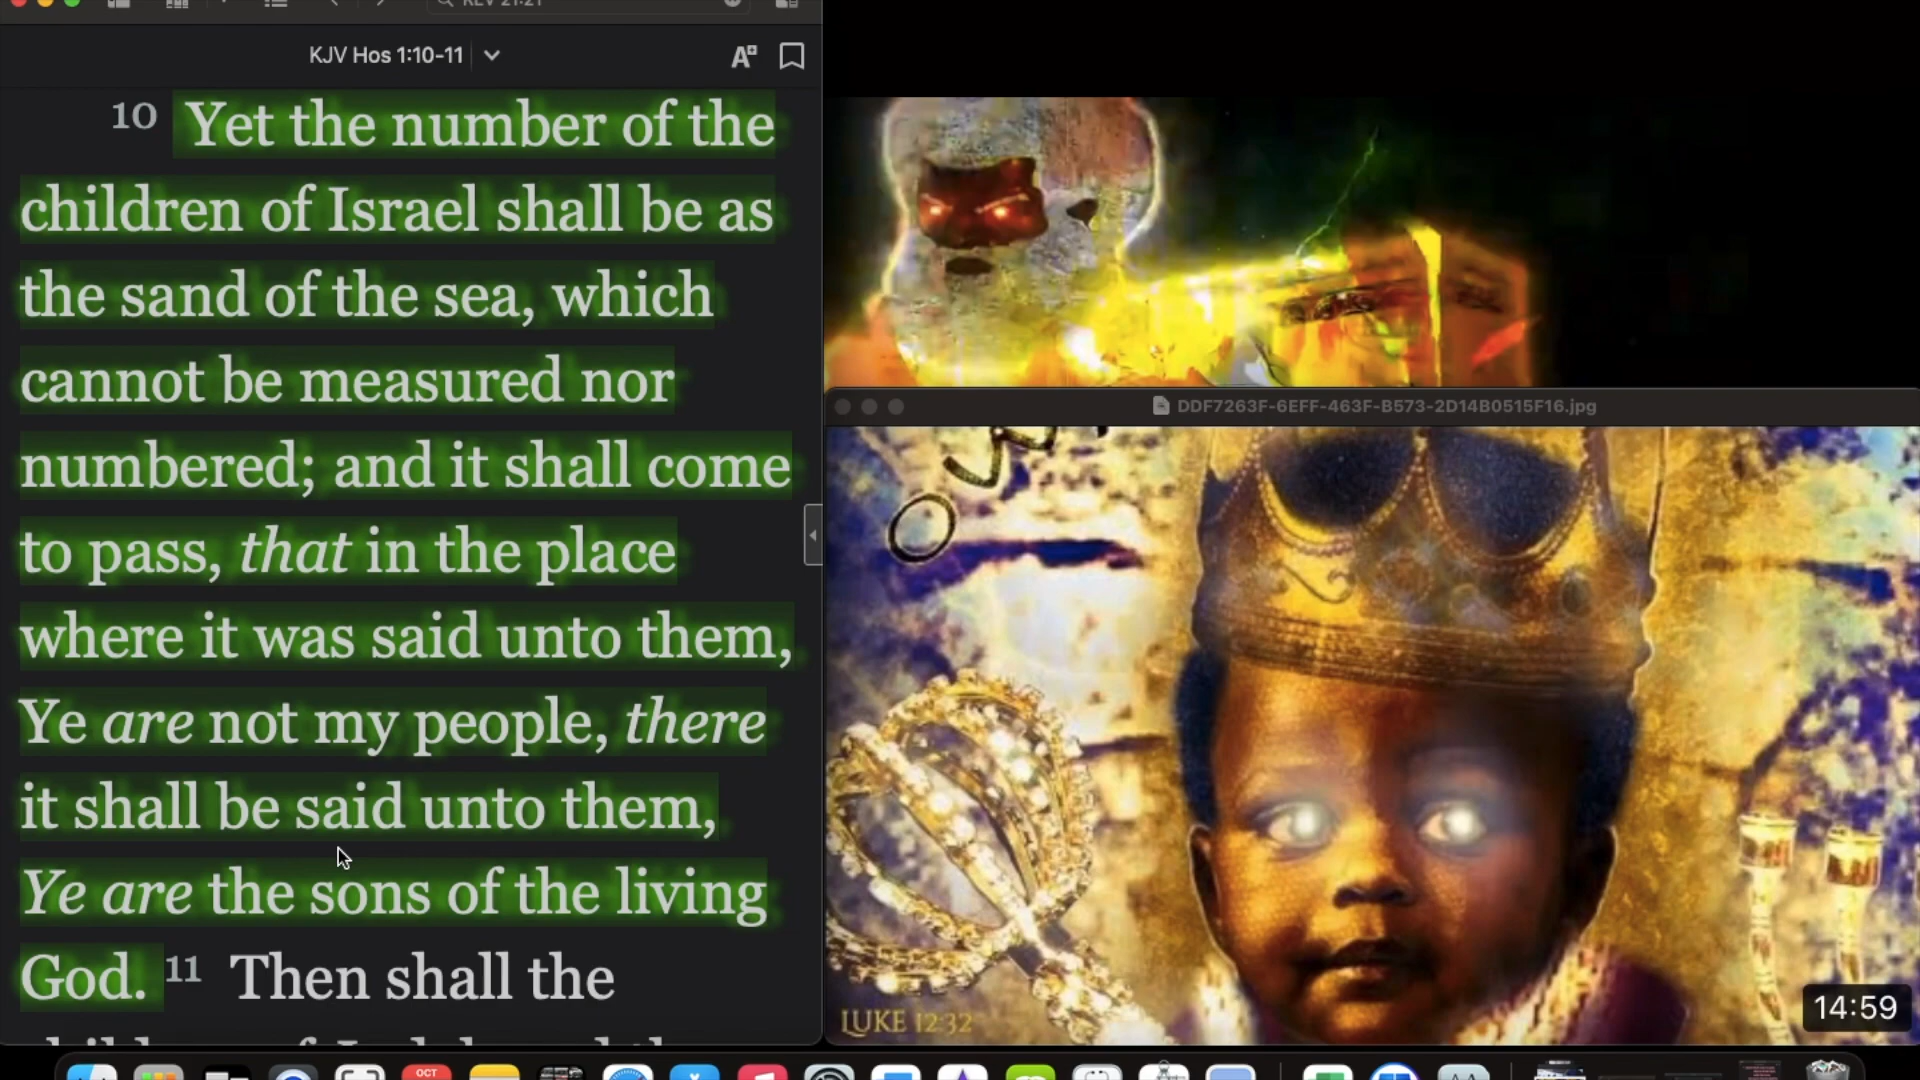 REV 21:21
KJV Hos 1:10-11
A
10 Yet the number of the
children of Israel shall be as
the sand of the sea, which
cannot be measured nor
numbered; and it shall come
to pass, that in the place
where it was said unto them,
Ye are not my people, there
it shall be said unto them,
Ye are the sons of the living
God. 11 Then shall the
DDF7263F-6EFF-463F-B573-2D14B0515F16.jpg
LUKE 12:32
14:59
OCT